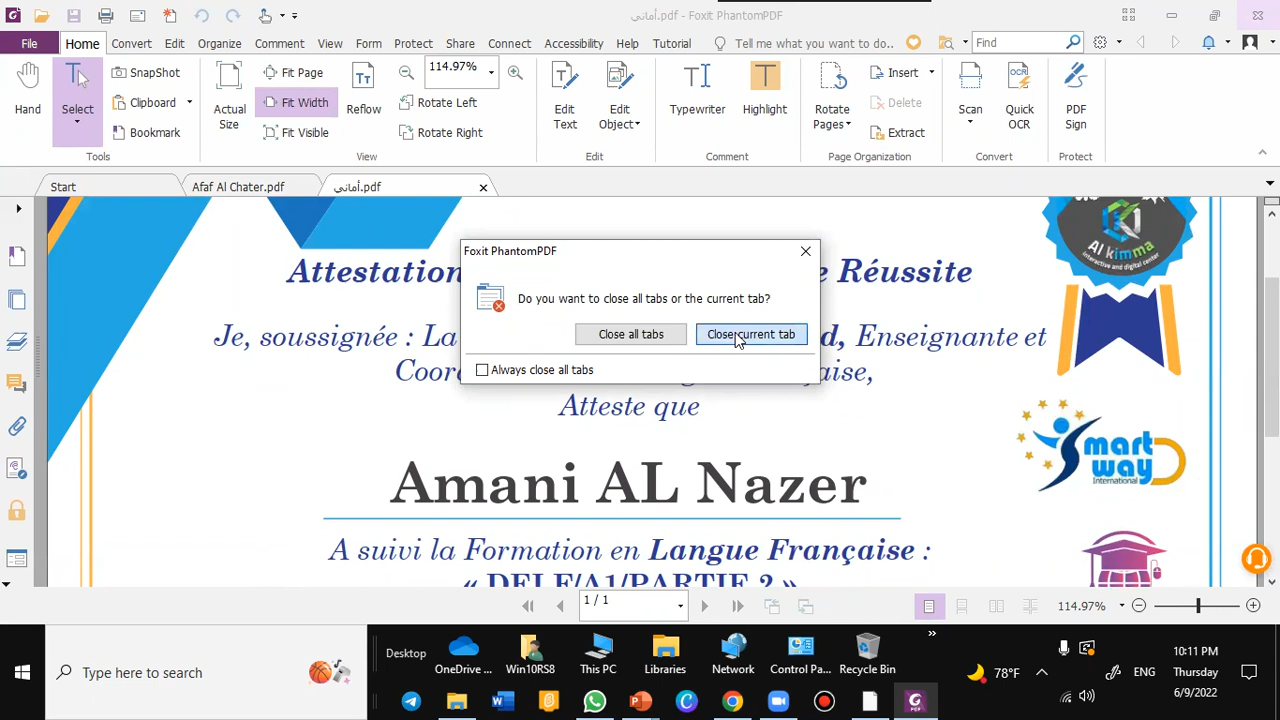 أماني.pdf - Foxit PhantomPDF
File Home Convert Edit Organize Comment View Form Protect Share Connect Accessibility Help Tutorial Tell me what you want to do.. Find
Hand
Select
SnapShot
Clipboard
Bookmark
Tools
Actual Size
Fit Page
Fit Width
Fit Visible
Reflow
114.97%
Rotate Left
Rotate Right
View
Edit Text
Edit Object
Edit
Typewriter
Highlight
Comment
Rotate Pages
Insert
Delete
Extract
Page Organization
Scan
Quick OCR
Convert
PDF Sign
Protect
Start
Afaf Al Chater.pdf
أماني.pdf
Attestation
e Réussite
Al kimma
interactive and digital center
Foxit PhantomPDF
Do you want to close all tabs or the current tab?
Close all tabs
Close current tab
Always close all tabs
Je, soussignée : La
d, Enseignante et
Coor
aise,
Atteste que
Smart way
International
Amani AL Nazer
A suivi la Formation en Langue Française :
« DELF/A1/PARTIE 2 »
1 / 1
114.97%
Type here to search
Desktop
OneDrive ...
Win10RS8
This PC
Libraries
Network
Control Pa...
Recycle Bin
78°F
ENG
10:11 PM
Thursday
6/9/2022